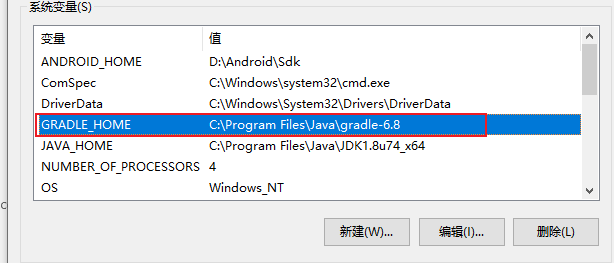 系统变量(S)
变量 值
ANDROID_HOME D:\Android\Sdk
ComSpec C:\Windows\system32\cmd.exe
DriverData C:\Windows\System32\Drivers\DriverData
GRADLE_HOME C:\Program Files\Java\gradle-6.8
JAVA_HOME C:\Program Files\Java\JDK1.8u74_x64
NUMBER_OF_PROCESSORS 4
OS Windows_NT
新建(W)... 编辑(I)... 删除(L)